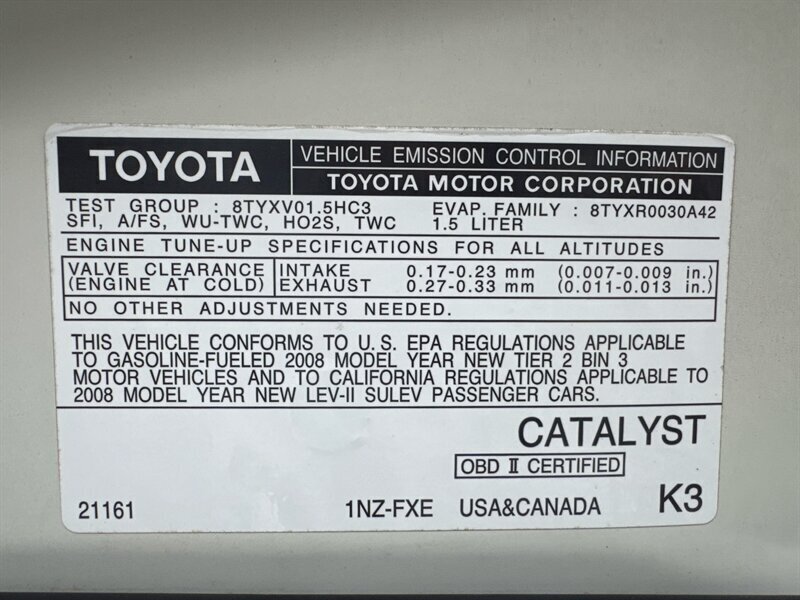 TOYOTA
VEHICLE EMISSION CONTROL INFORMATION
TOYOTA MOTOR CORPORATION
TEST GROUP : 8TYXV01.5HC3 EVAP. FAMILY : 8TYXR0030A42
SFI, A/FS, WU-TWC, HO2S, TWC 1.5 LITER
ENGINE TUNE-UP SPECIFICATIONS FOR ALL ALTITUDES
VALVE CLEARANCE INTAKE 0.17-0.23 mm (0.007-0.009 in.)
(ENGINE AT COLD) EXHAUST 0.27-0.33 mm (0.011-0.013 in.)
NO OTHER ADJUSTMENTS NEEDED.
THIS VEHICLE CONFORMS TO U.S. EPA REGULATIONS APPLICABLE
TO GASOLINE-FUELED 2008 MODEL YEAR NEW TIER 2 BIN 3
MOTOR VEHICLES AND TO CALIFORNIA REGULATIONS APPLICABLE TO
2008 MODEL YEAR NEW LEV-II SULEV PASSENGER CARS.
CATALYST
OBD II CERTIFIED
21161 1NZ-FXE USA&CANADA K3